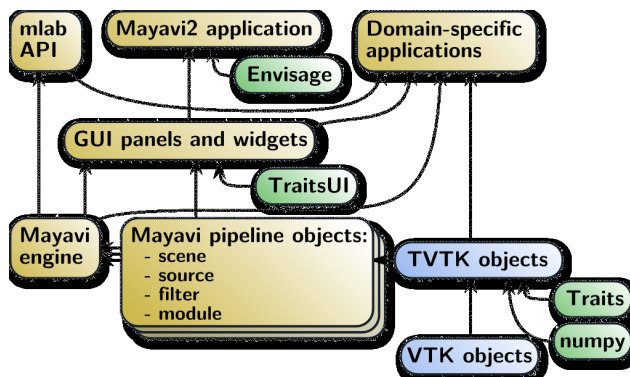 mlab
API
Mayavi2 application
Domain-specific
applications
Envisage
GUI panels and widgets
TraitsUI
Mayavi
engine
Mayavi pipeline objects:
- scene
- source
- filter
- module
TVTK objects
Traits
numpy
VTK objects